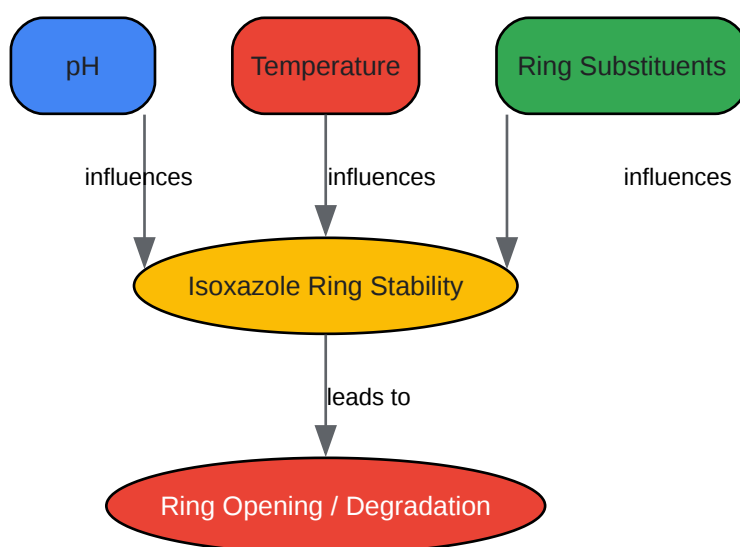 pH
Temperature
Ring Substituents
influences
influences
influences
Isoxazole Ring Stability
leads to
Ring Opening / Degradation